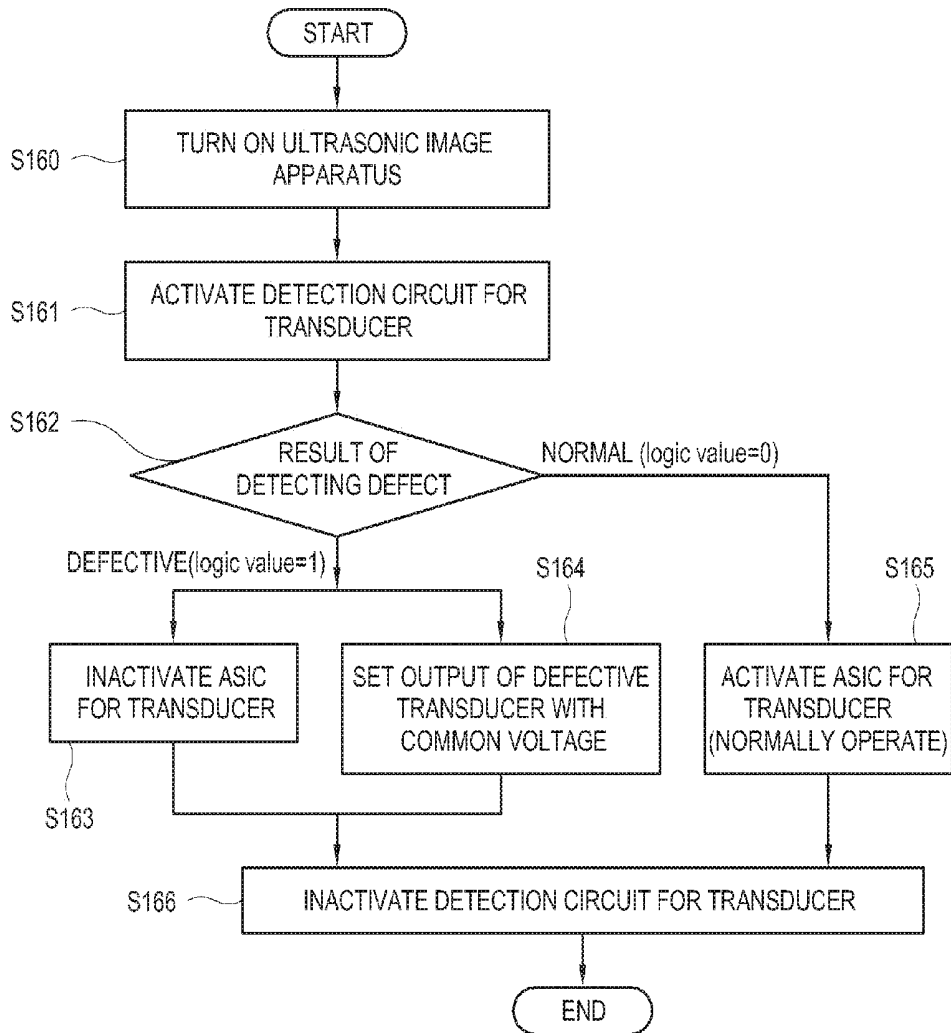 START
S160
TURN ON ULTRASONIC IMAGE
APPARATUS
S161
ACTIVATE DETECTION CIRCUIT FOR
TRANSDUCER
S162
RESULT OF
DETECTING DEFECT
NORMAL (logic value=0)
DEFECTIVE(logic value=1)
S164
S165
INACTIVATE ASIC
FOR TRANSDUCER
SET OUTPUT OF DEFECTIVE
TRANSDUCER WITH
COMMON VOLTAGE
ACTIVATE ASIC FOR
TRANSDUCER
(NORMALLY OPERATE)
S163
S166
INACTIVATE DETECTION CIRCUIT FOR TRANSDUCER
END